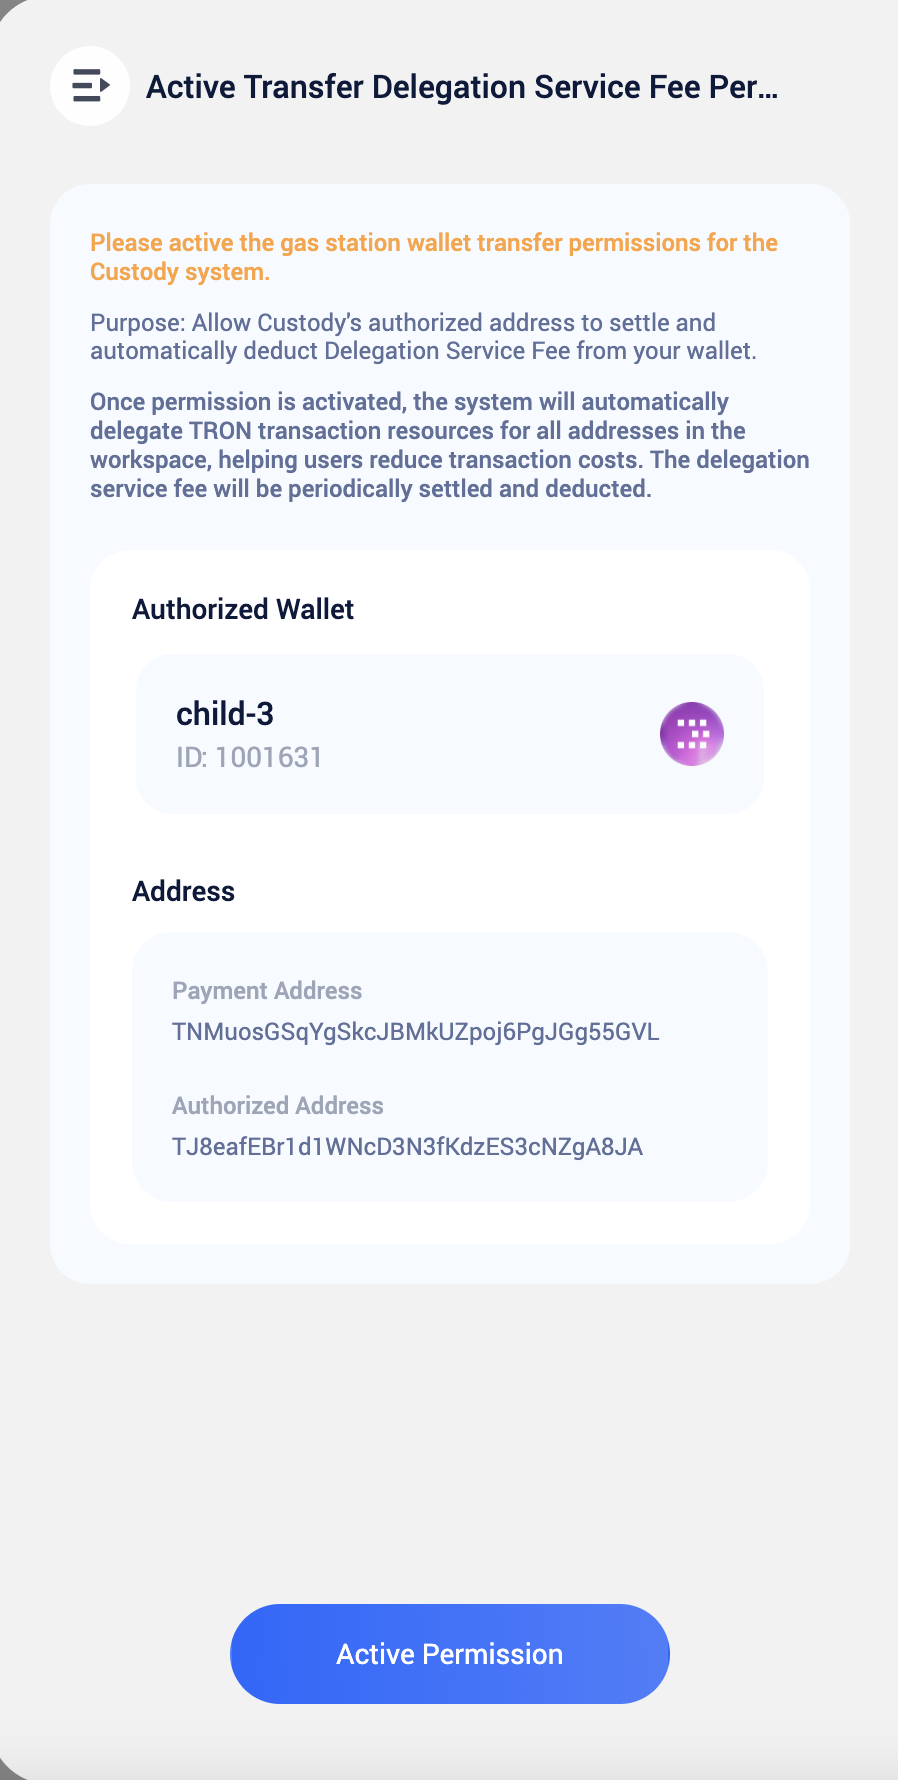 Active Transfer Delegation Service Fee Per...
Please active the gas station wallet transfer permissions for the
Custody system.
Purpose: Allow Custody's authorized address to settle and
automatically deduct Delegation Service Fee from your wallet.
Once permission is activated, the system will automatically
delegate TRON transaction resources for all addresses in the
workspace, helping users reduce transaction costs. The delegation
service fee will be periodically settled and deducted.
Authorized Wallet
child-3
ID: 1001631
Address
Payment Address
TNMuosGSqYgSkcJBMkUZpoj6PgJGg55GVL
Authorized Address
TJ8eafEBr1d1WNcD3N3fKdzES3cNZgA8JA
Active Permission